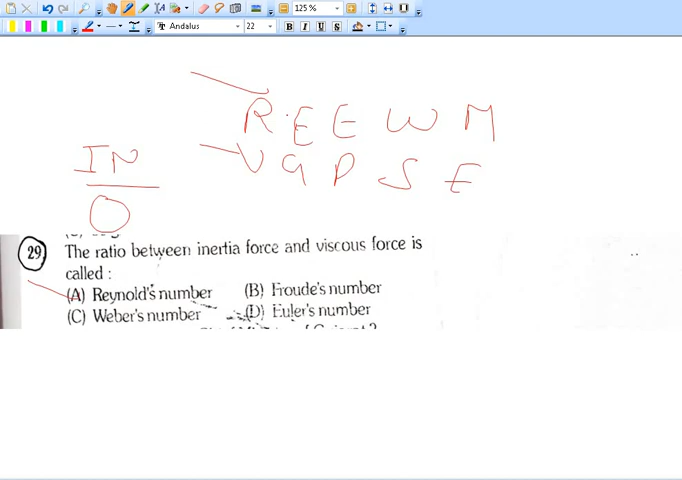 Andalus 22 B I U S 125 %
R E E W M
V G P S E
IN
O
29 The ratio between inertia force and viscous force is
called :
(A) Reynold's number (B) Froude's number
(C) Weber's number (D) Euler's number